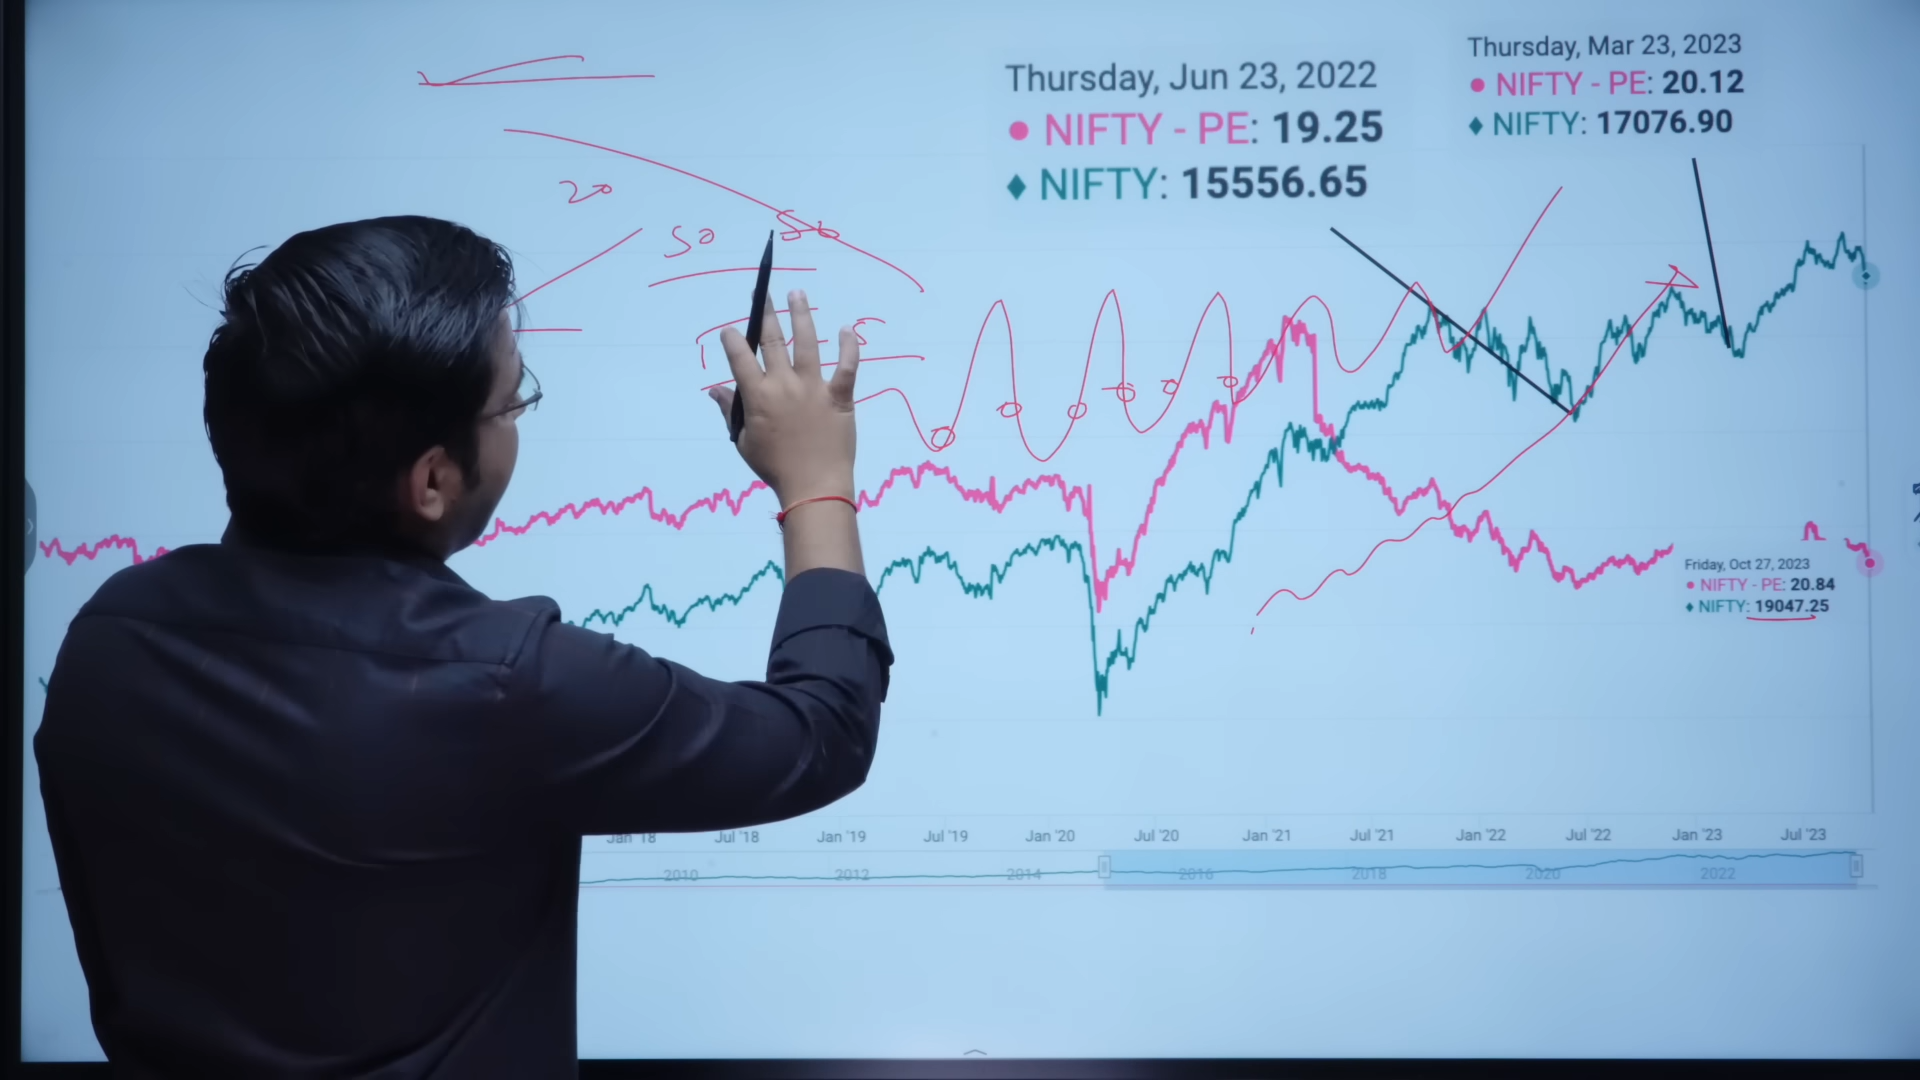 Thursday, Jun 23, 2022
● NIFTY - PE: 19.25
♦ NIFTY: 15556.65
Thursday, Mar 23, 2023
● NIFTY - PE: 20.12
♦ NIFTY: 17076.90
20
50
50
5
Friday, Oct 27, 2023
● NIFTY - PE: 20.84
♦ NIFTY: 19047.25
Jan '18 Jul '18 Jan '19 Jul '19 Jan '20 Jul '20 Jan '21 Jul '21 Jan '22 Jul '22 Jan '23 Jul '23
2010 2012 2014 2016 2018 2020 2022